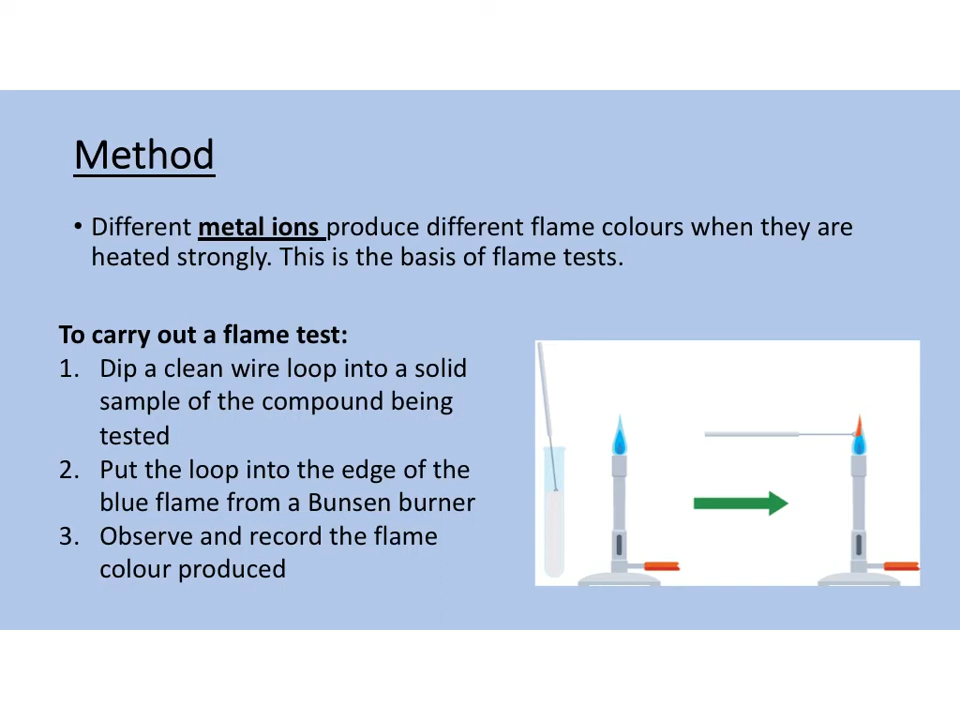 Method
• Different metal ions produce different flame colours when they are
heated strongly. This is the basis of flame tests.
To carry out a flame test:
1. Dip a clean wire loop into a solid
sample of the compound being
tested
2. Put the loop into the edge of the
blue flame from a Bunsen burner
3. Observe and record the flame
colour produced